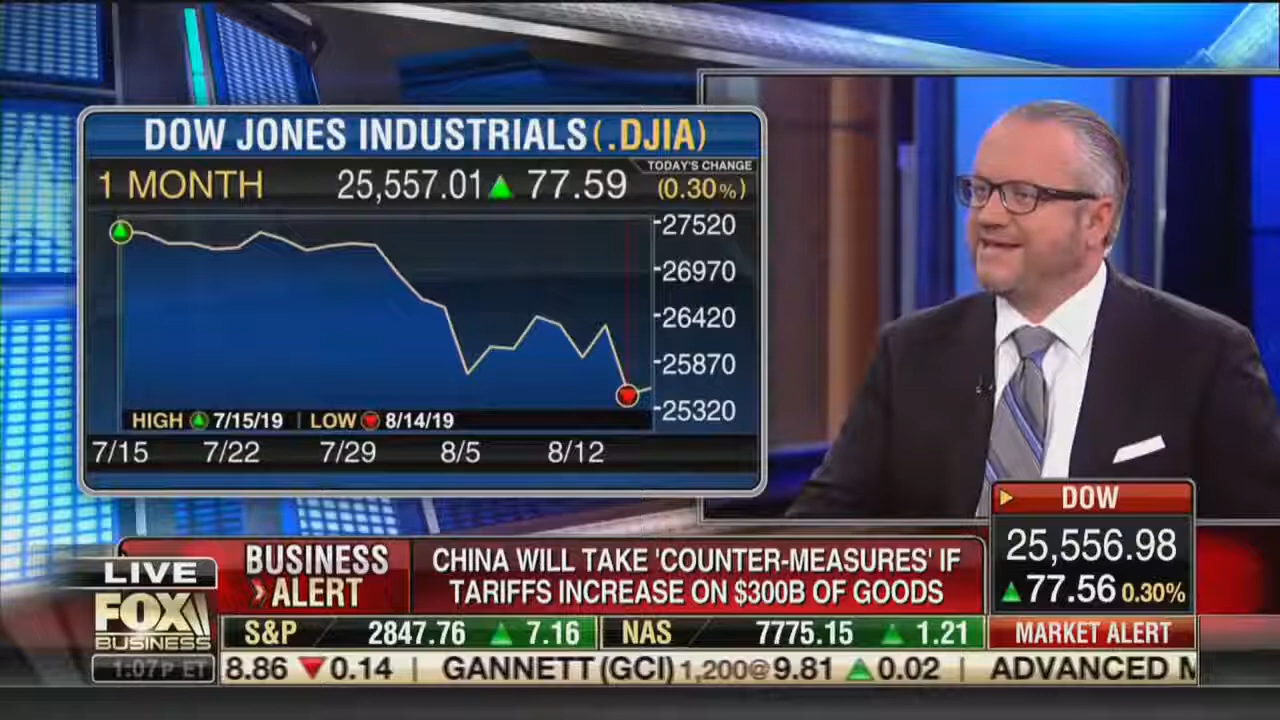 DOW JONES INDUSTRIALS (.DJIA)
TODAY'S CHANGE
1 MONTH 25,557.01 77.59 (0.30%)
27520
26970
26420
25870
25320
HIGH 7/15/19 | LOW 8/14/19
7/15 7/22 7/29 8/5 8/12
DOW
25,556.98
77.56 0.30%
MARKET ALERT
LIVE
FOX
BUSINESS
1:07P ET
BUSINESS
ALERT
CHINA WILL TAKE 'COUNTER-MEASURES' IF
TARIFFS INCREASE ON $300B OF GOODS
S&P 2847.76 7.16 NAS 7775.15 1.21
8.86 0.14 | GANNETT (GCI) 1,200@9.81 0.02 | ADVANCED M